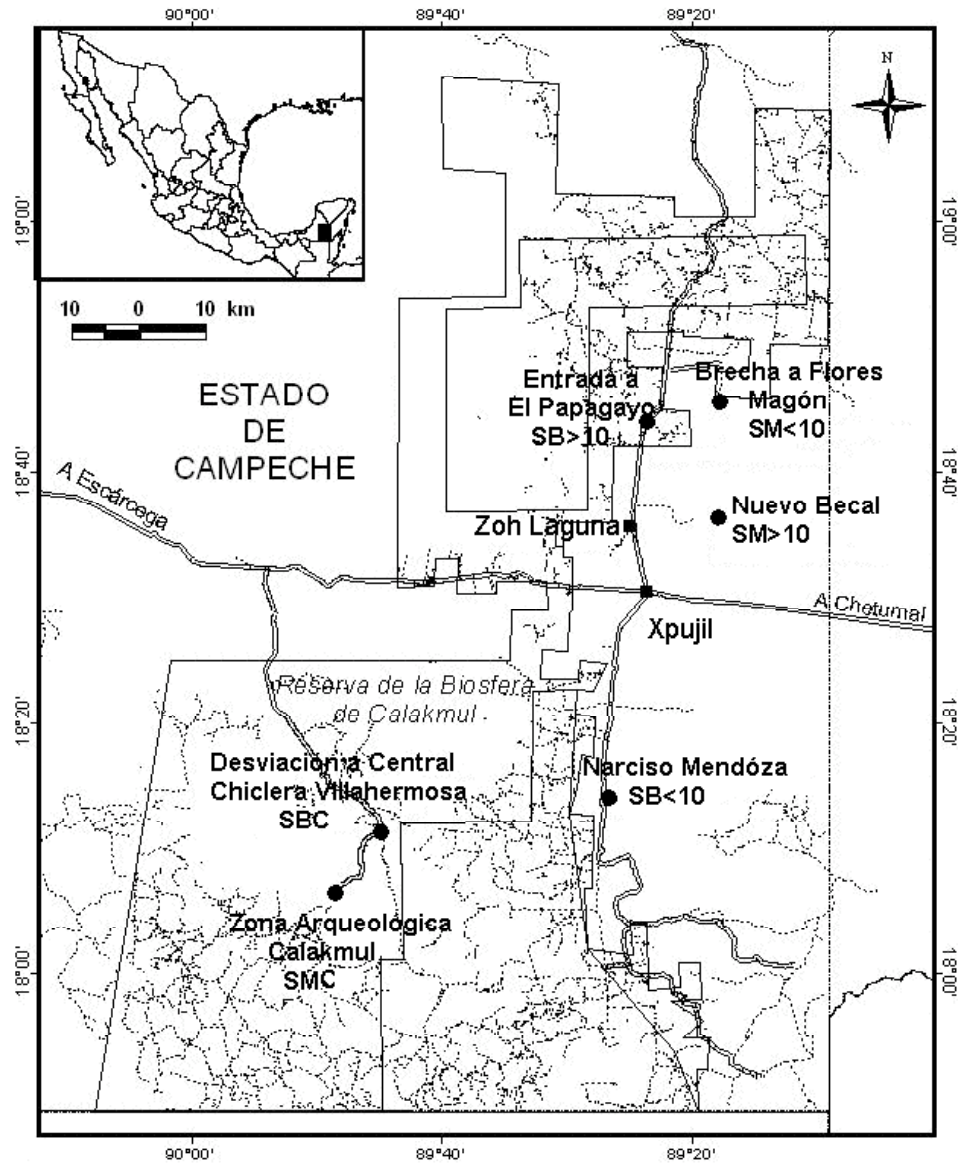 90°00' 89°40' 89°20'
N
19°00' 19°00'
10 0 10 km
ESTADO
DE
CAMPECHE
Entrada a
El Papagayo
SB>10
Brecha a Flores
Magón
SM<10
18°40' 18°40'
A Escárcega
Zoh Laguna
Nuevo Becal
SM>10
A Chetumal
Xpujil
Reserva de la Biosfera
de Calakmul
18°20' 18°20'
Desviación a Central
Chiclera Villahermosa
SBC
Narciso Mendóza
SB<10
Zona Arqueológica
Calakmul
SMC
18°00' 18°00'
90°00' 89°40' 89°20'